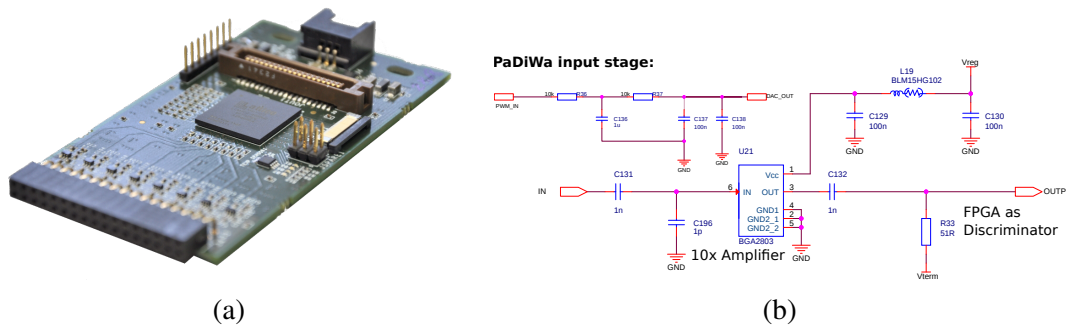 PaDiWa input stage:
Vreg
L19
BLM15HG102
10k
R36
10k
R37
PWM_IN
DAC_OUT
C136
1u
C137
100n
C138
100n
C129
100n
C130
100n
GND
GND
GND
GND
U21
Vcc
1
IN
C131
1n
6
IN
OUT
3
C132
1n
OUTP
C196
1p
GND1
4
GND2_1
2
GND2_2
5
BGA2803
GND
GND
10x Amplifier
R33
51R
Vterm
FPGA as
Discriminator
(a)
(b)